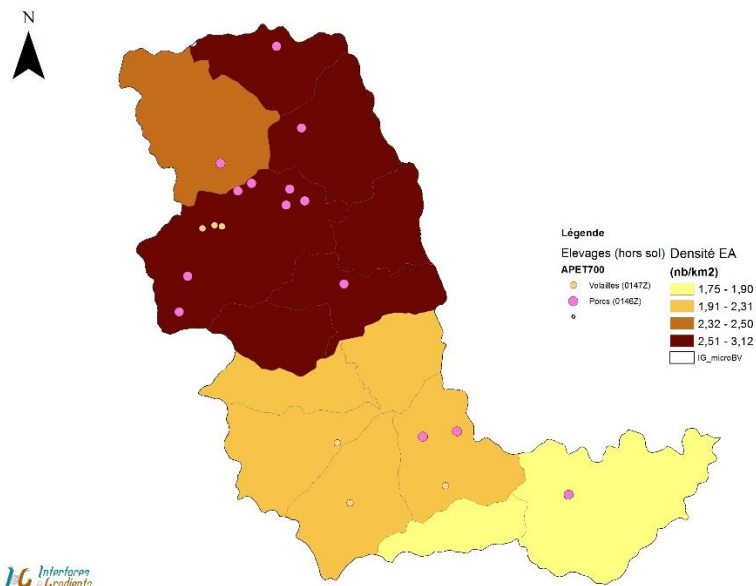 N
Légende
Elevages (hors sol) Densité EA
APET700 (nb/km2)
Volailles (0147Z) 1,75 - 1,90
Porcs (0146Z) 1,91 - 2,31
2,32 - 2,50
2,51 - 3,12
IG_microBV
Interfaces
Gradients